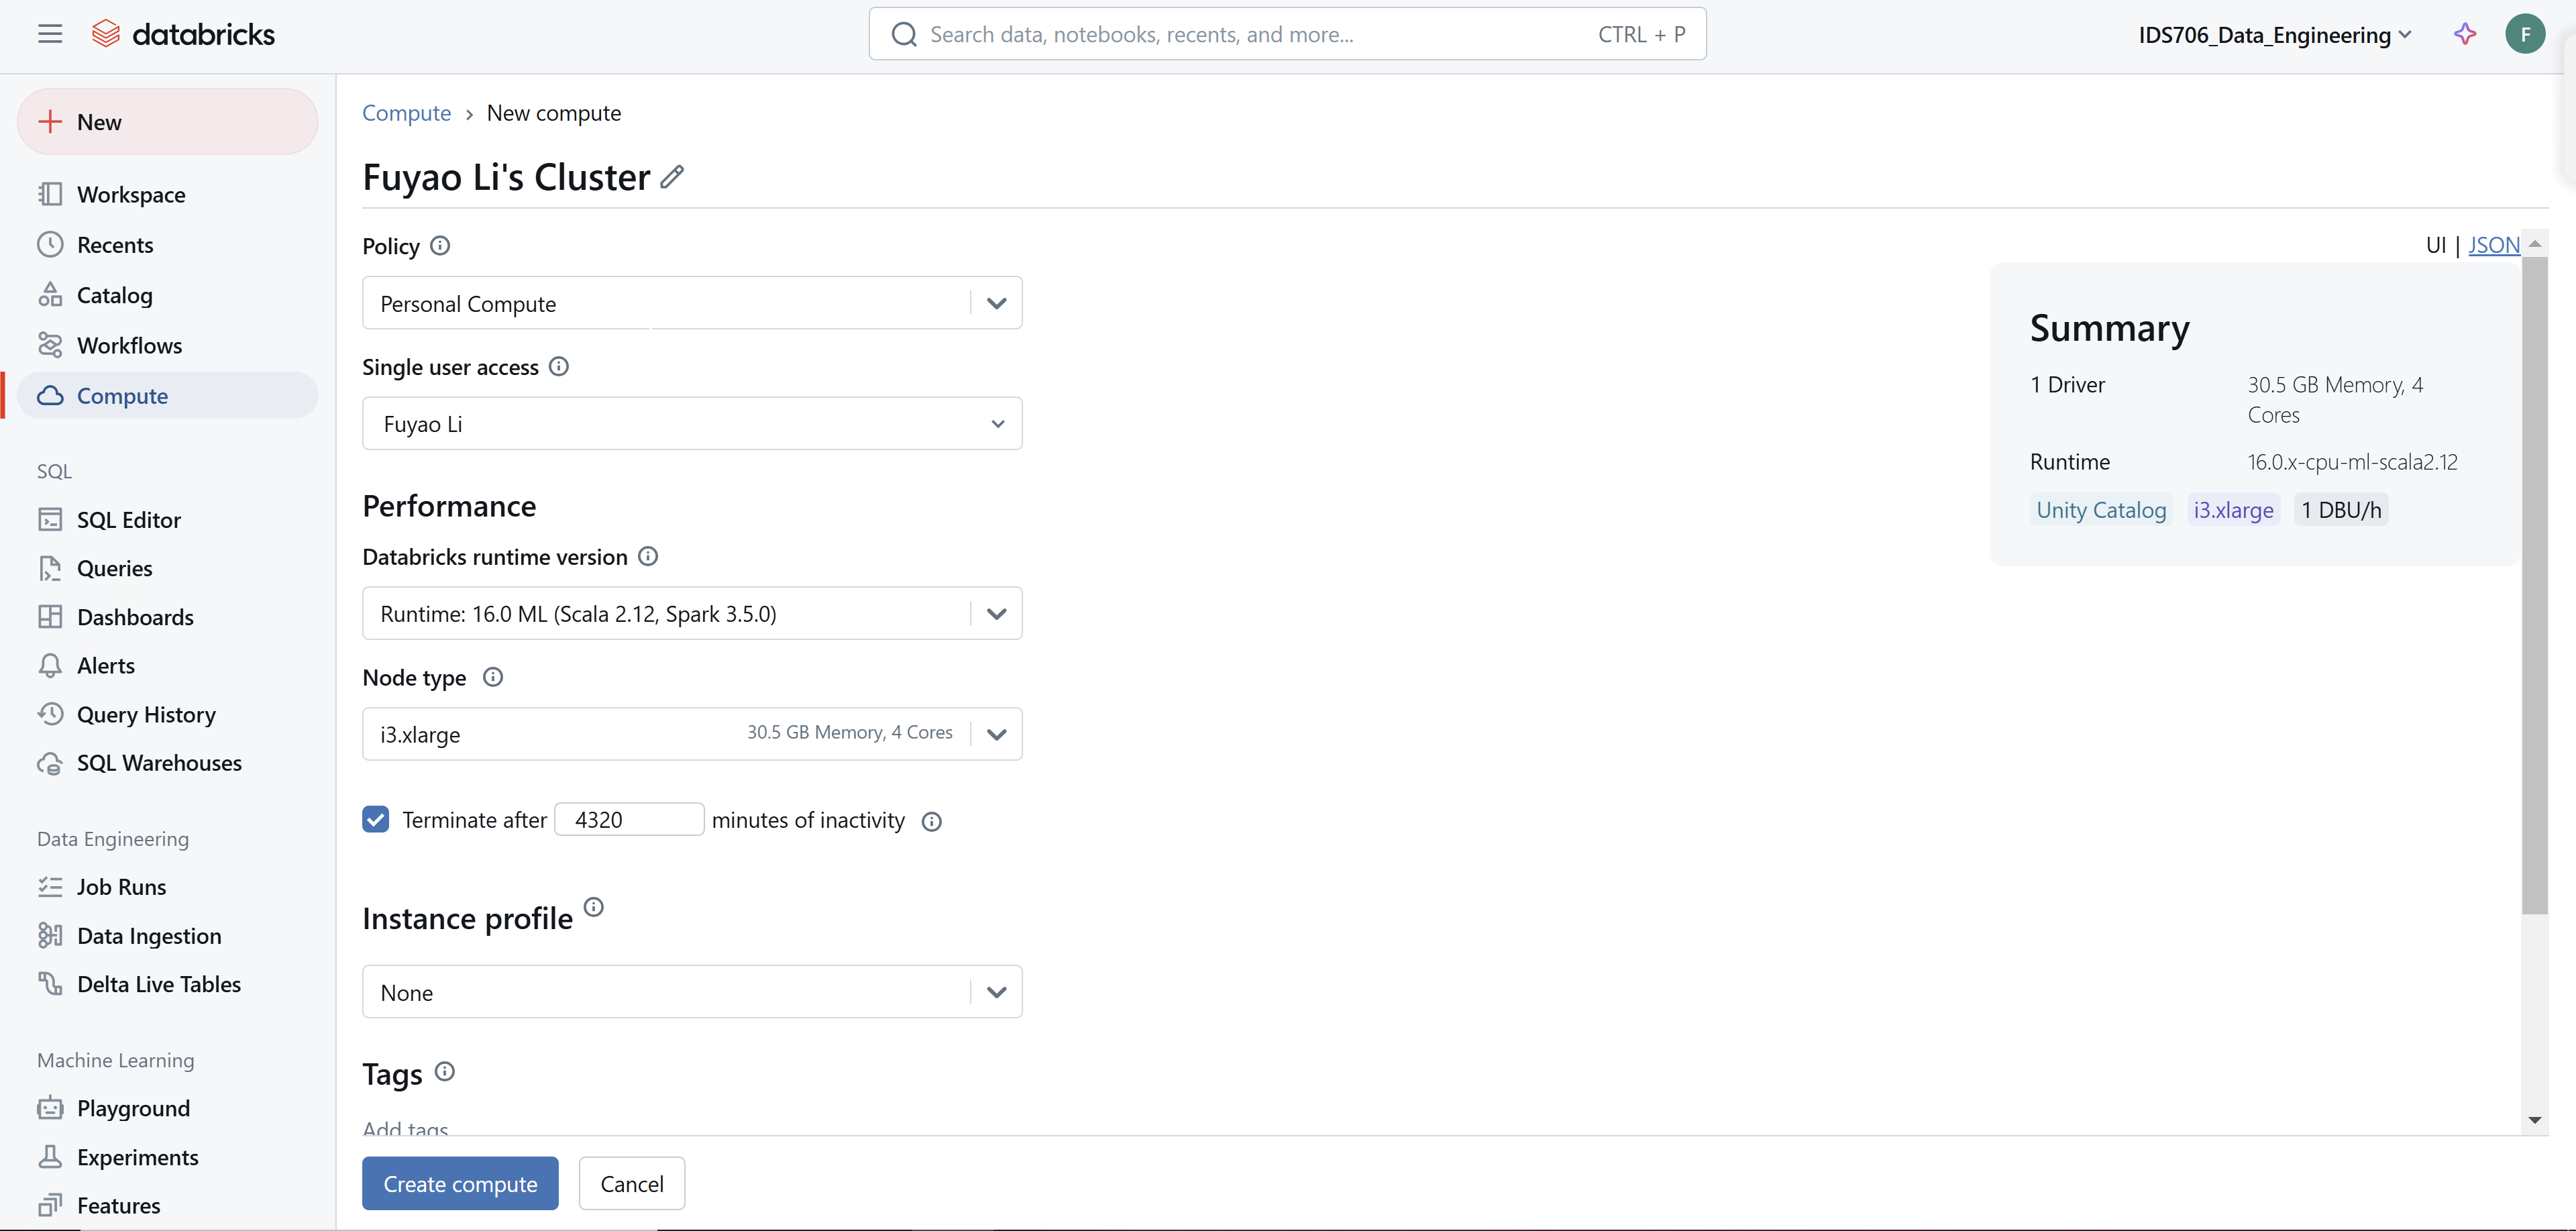 databricks
Search data, notebooks, recents, and more...
CTRL + P
IDS706_Data_Engineering
F
New
Workspace
Recents
Catalog
Workflows
Compute
SQL
SQL Editor
Queries
Dashboards
Alerts
Query History
SQL Warehouses
Data Engineering
Job Runs
Data Ingestion
Delta Live Tables
Machine Learning
Playground
Experiments
Features
Compute › New compute
Fuyao Li's Cluster
UI | JSON
Policy
Personal Compute
Single user access
Fuyao Li
Performance
Databricks runtime version
Runtime: 16.0 ML (Scala 2.12, Spark 3.5.0)
Node type
i3.xlarge 30.5 GB Memory, 4 Cores
Terminate after 4320 minutes of inactivity
Instance profile
None
Tags
Add tags
Create compute
Cancel
Summary
1 Driver 30.5 GB Memory, 4
Cores
Runtime 16.0.x-cpu-ml-scala2.12
Unity Catalog i3.xlarge 1 DBU/h